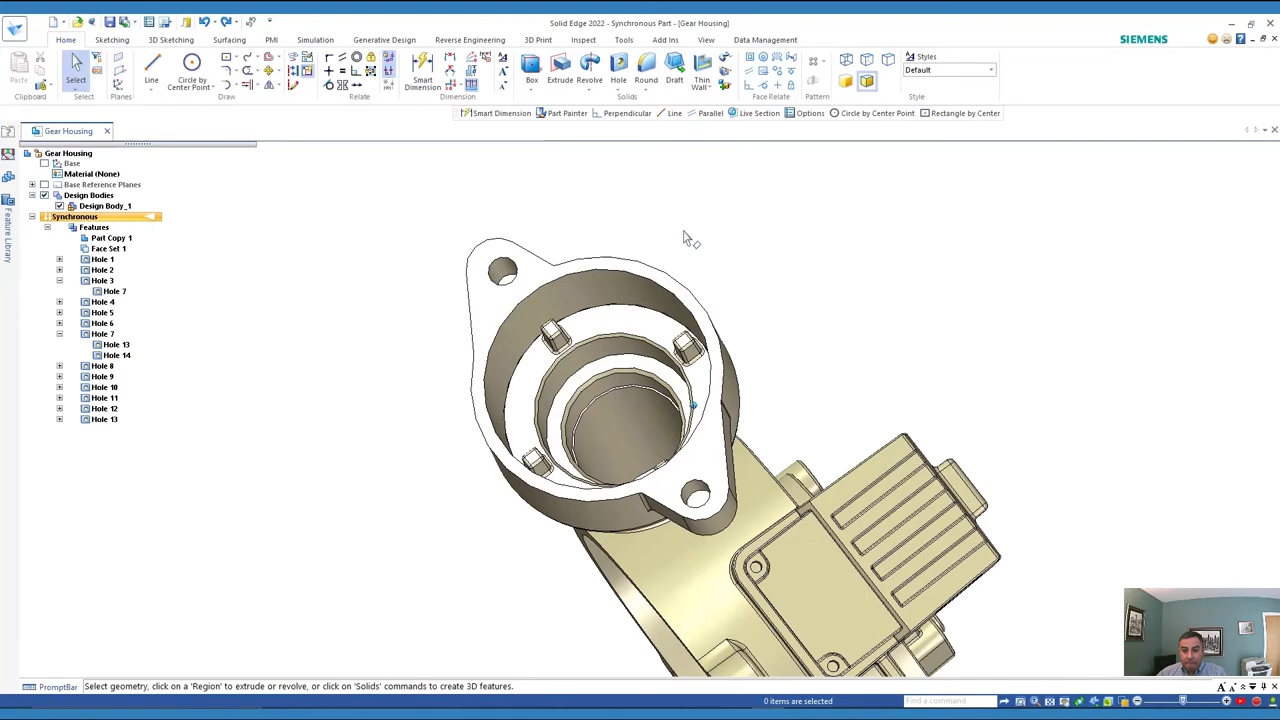 Solid Edge 2022 - Synchronous Part - [Gear Housing]
Home Sketching 3D Sketching Surfacing PMI Simulation Generative Design Reverse Engineering 3D Print Inspect Tools Add Ins View Data Management
SIEMENS
Paste
Select
Line
Circle by
Center Point
Smart
Dimension
Box
Extrude
Revolve
Hole
Round
Draft
Thin
Wall
Styles
Default
Clipboard Select Planes Draw Relate Dimension Solids Face Relate Pattern Style
Smart Dimension Part Painter Perpendicular Line Parallel Live Section Options Circle by Center Point Rectangle by Center
Gear Housing
Feature Library
Gear Housing
Base
Material (None)
Base Reference Planes
Design Bodies
Design Body_1
Synchronous
Features
Part Copy 1
Face Set 1
Hole 1
Hole 2
Hole 3
Hole 7
Hole 4
Hole 5
Hole 6
Hole 7
Hole 13
Hole 14
Hole 8
Hole 9
Hole 10
Hole 11
Hole 12
Hole 13
PromptBar
Select geometry, click on a 'Region' to extrude or revolve, or click on 'Solids' commands to create 3D features.
0 items are selected
Find a command